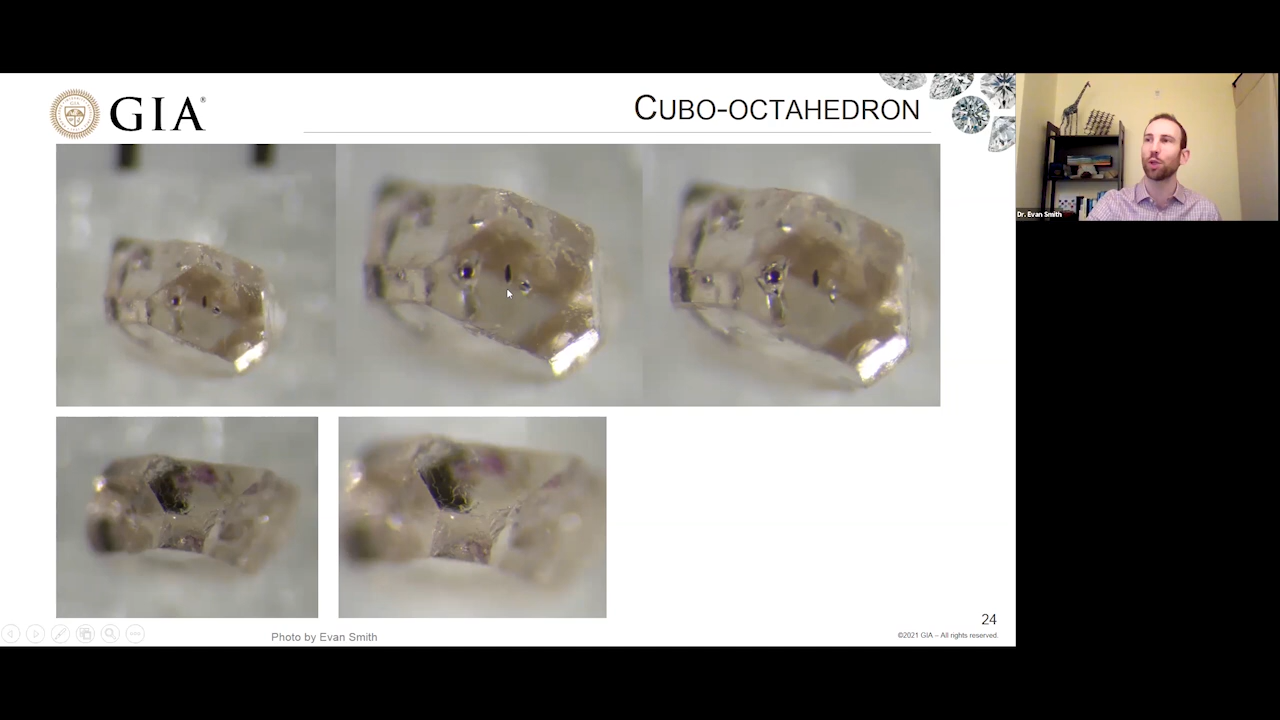 GIA®
CUBO-OCTAHEDRON
Dr. Evan Smith
24
Photo by Evan Smith
©2021 GIA – All rights reserved.